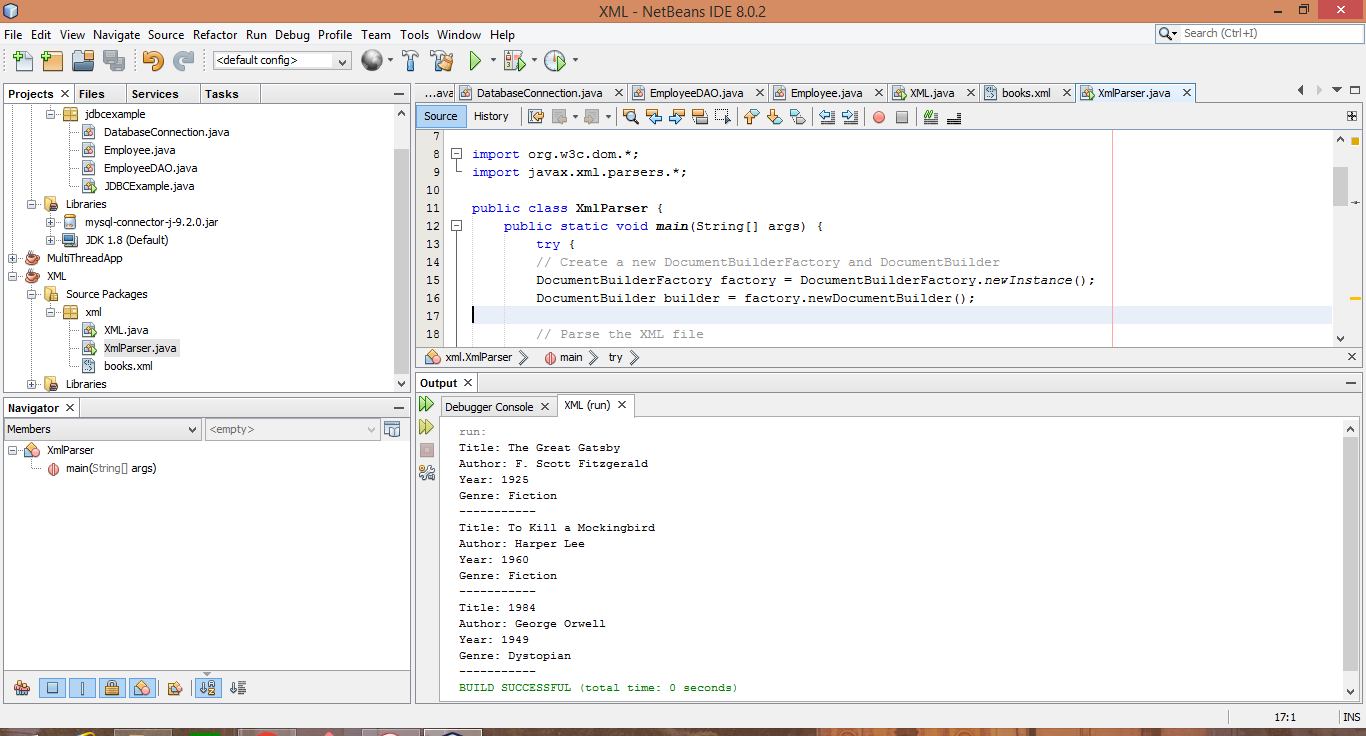 XML - NetBeans IDE 8.0.2
File Edit View Navigate Source Refactor Run Debug Profile Team Tools Window Help
Search (Ctrl+I)
<default config>
Projects Files Services Tasks
jdbcexample
DatabaseConnection.java
Employee.java
EmployeeDAO.java
JDBCExample.java
Libraries
mysql-connector-j-9.2.0.jar
JDK 1.8 (Default)
MultiThreadApp
XML
Source Packages
xml
XML.java
XmlParser.java
books.xml
Libraries
Navigator
Members
<empty>
XmlParser
main(String[] args)
...ava DatabaseConnection.java EmployeeDAO.java Employee.java XML.java books.xml XmlParser.java
Source History
7
8 import org.w3c.dom.*;
9 import javax.xml.parsers.*;
10
11 public class XmlParser {
12 public static void main(String[] args) {
13 try {
14 // Create a new DocumentBuilderFactory and DocumentBuilder
15 DocumentBuilderFactory factory = DocumentBuilderFactory.newInstance();
16 DocumentBuilder builder = factory.newDocumentBuilder();
17
18 // Parse the XML file
xml.XmlParser main try
Output
Debugger Console XML (run)
run:
Title: The Great Gatsby
Author: F. Scott Fitzgerald
Year: 1925
Genre: Fiction
-----------
Title: To Kill a Mockingbird
Author: Harper Lee
Year: 1960
Genre: Fiction
-----------
Title: 1984
Author: George Orwell
Year: 1949
Genre: Dystopian
-----------
BUILD SUCCESSFUL (total time: 0 seconds)
17:1 INS